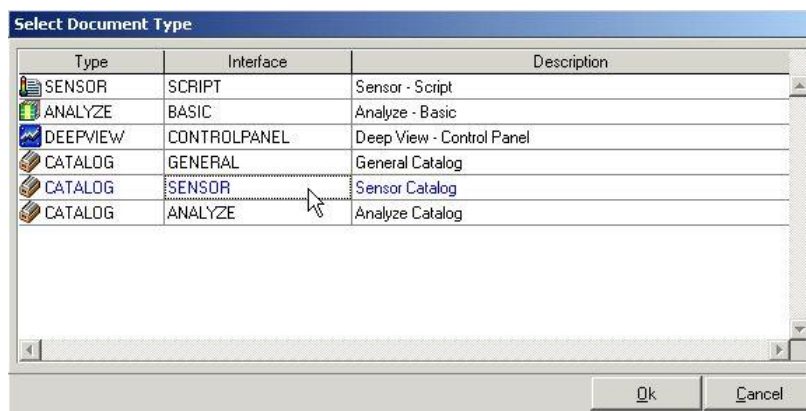 Select Document Type
Type Interface Description
SENSOR SCRIPT Sensor - Script
ANALYZE BASIC Analyze - Basic
DEEPVIEW CONTROLPANEL Deep View - Control Panel
CATALOG GENERAL General Catalog
CATALOG SENSOR Sensor Catalog
CATALOG ANALYZE Analyze Catalog
Ok Cancel